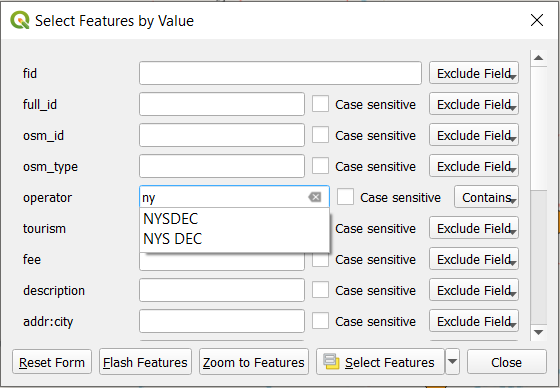 Select Features by Value
fid Exclude Field
full_id Case sensitive Exclude Field
osm_id Case sensitive Exclude Field
osm_type Case sensitive Exclude Field
operator ny Case sensitive Contains
NYSDEC
NYS DEC
tourism Case sensitive Exclude Field
fee Case sensitive Exclude Field
description Case sensitive Exclude Field
addr:city Case sensitive Exclude Field
Reset Form Flash Features Zoom to Features Select Features Close